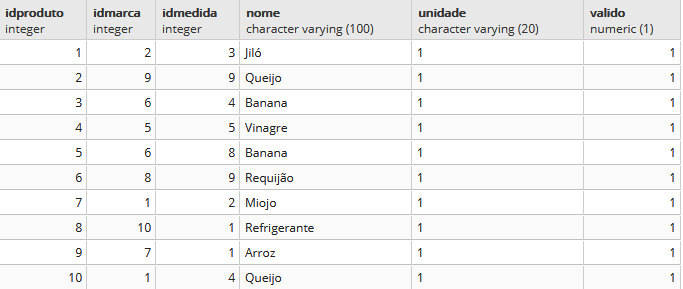 idproduto idmarca idmedida nome unidade valido
integer integer integer character varying (100) character varying (20) numeric (1)
1 2 3 Jiló 1 1
2 9 9 Queijo 1 1
3 6 4 Banana 1 1
4 5 5 Vinagre 1 1
5 6 8 Banana 1 1
6 8 9 Requijão 1 1
7 1 2 Miojo 1 1
8 10 1 Refrigerante 1 1
9 7 1 Arroz 1 1
10 1 4 Queijo 1 1